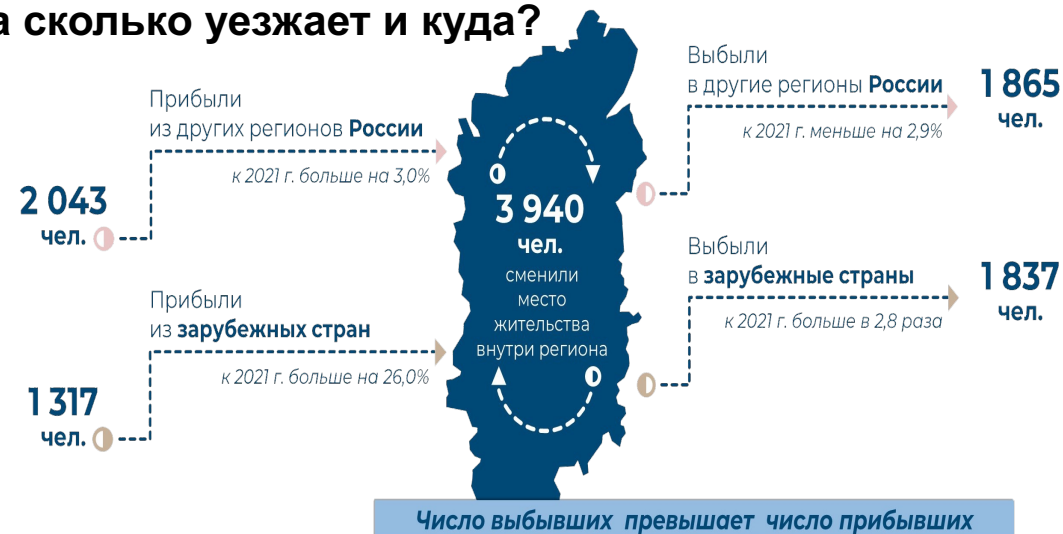 а сколько уезжает и куда?
Прибыли
из других регионов России
к 2021 г. больше на 3,0%
2 043
чел.
Прибыли
из зарубежных стран
к 2021 г. больше на 26,0%
1 317
чел.
3 940
чел.
сменили
место
жительства
внутри региона
Выбыли
в другие регионы России
к 2021 г. меньше на 2,9%
1 865
чел.
Выбыли
в зарубежные страны
к 2021 г. больше в 2,8 раза
1 837
чел.
Число выбывших превышает число прибывших